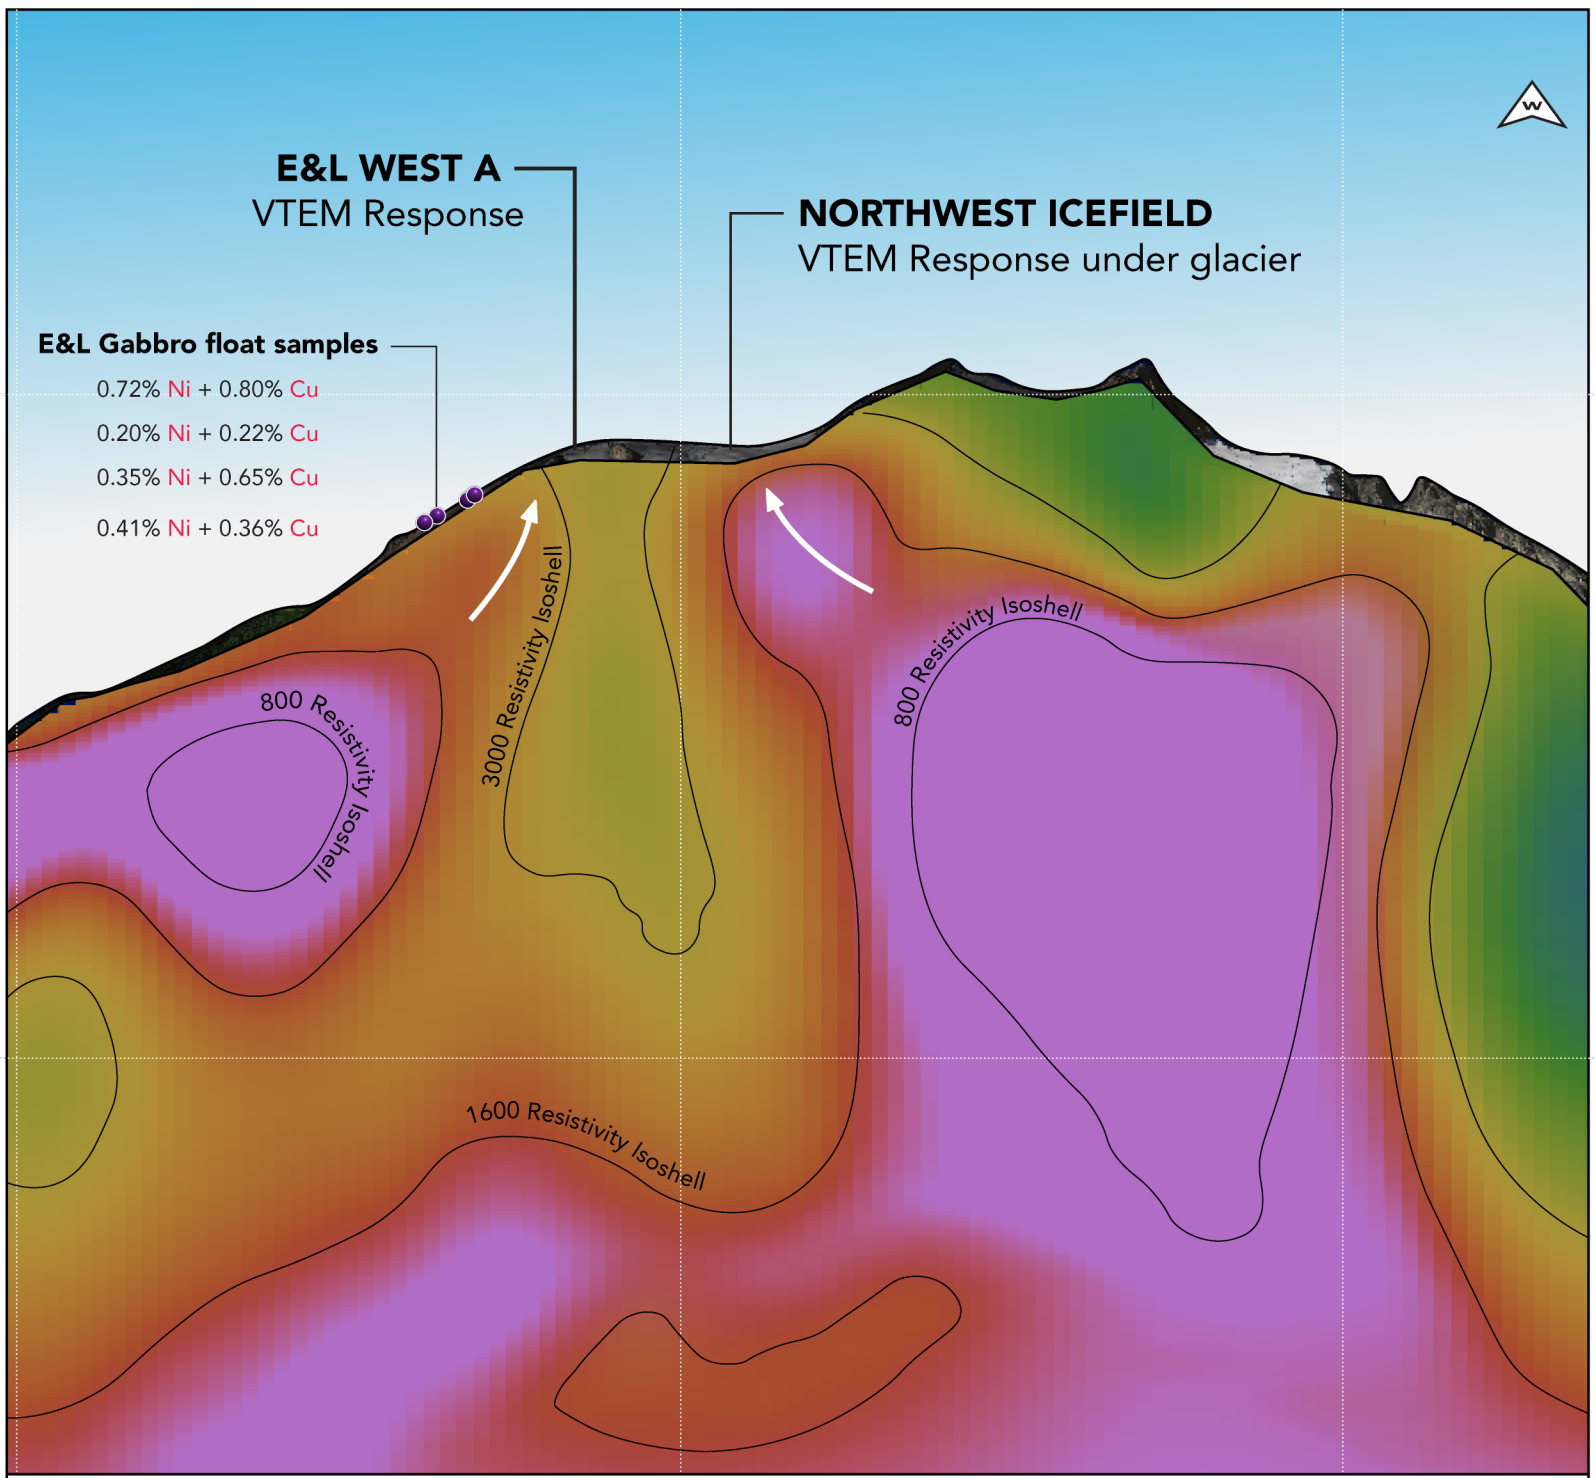 W
E&L WEST A
VTEM Response
NORTHWEST ICEFIELD
VTEM Response under glacier
E&L Gabbro float samples
0.72% Ni + 0.80% Cu
0.20% Ni + 0.22% Cu
0.35% Ni + 0.65% Cu
0.41% Ni + 0.36% Cu
800 Resistivity Isoshell
3000 Resistivity Isoshell
800 Resistivity Isoshell
1600 Resistivity Isoshell